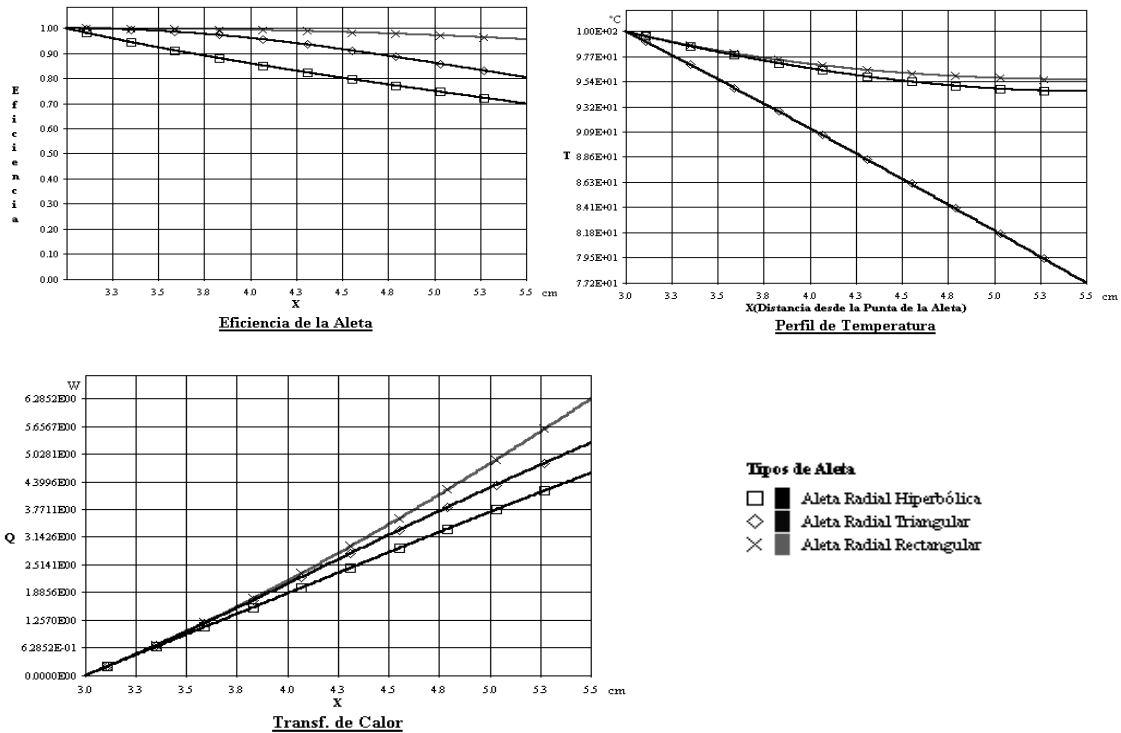 1.00
0.90
0.80
0.70
0.60
0.50
0.40
0.30
0.20
0.10
0.00
Eficiencia
3.3 3.5 3.8 4.0 4.3 4.5 4.8 5.0 5.3 5.5 cm
X
Eficiencia de la Aleta
°C
1.00E+02
9.77E+01
9.54E+01
9.32E+01
9.09E+01
8.86E+01
8.63E+01
8.41E+01
8.18E+01
7.95E+01
7.72E+01
T
3.0 3.3 3.5 3.8 4.0 4.3 4.5 4.8 5.0 5.3 5.5 cm
X(Distancia desde la Punta de la Aleta)
Perfil de Temperatura
W
6.2852E00
5.6567E00
5.0281E00
4.3996E00
3.7711E00
3.1426E00
2.5141E00
1.8856E00
1.2570E00
6.2852E-01
0.0000E00
Q
3.0 3.3 3.5 3.8 4.0 4.3 4.5 4.8 5.0 5.3 5.5 cm
X
Transf. de Calor
Tipos de Aleta
Aleta Radial Hiperbólica
Aleta Radial Triangular
Aleta Radial Rectangular